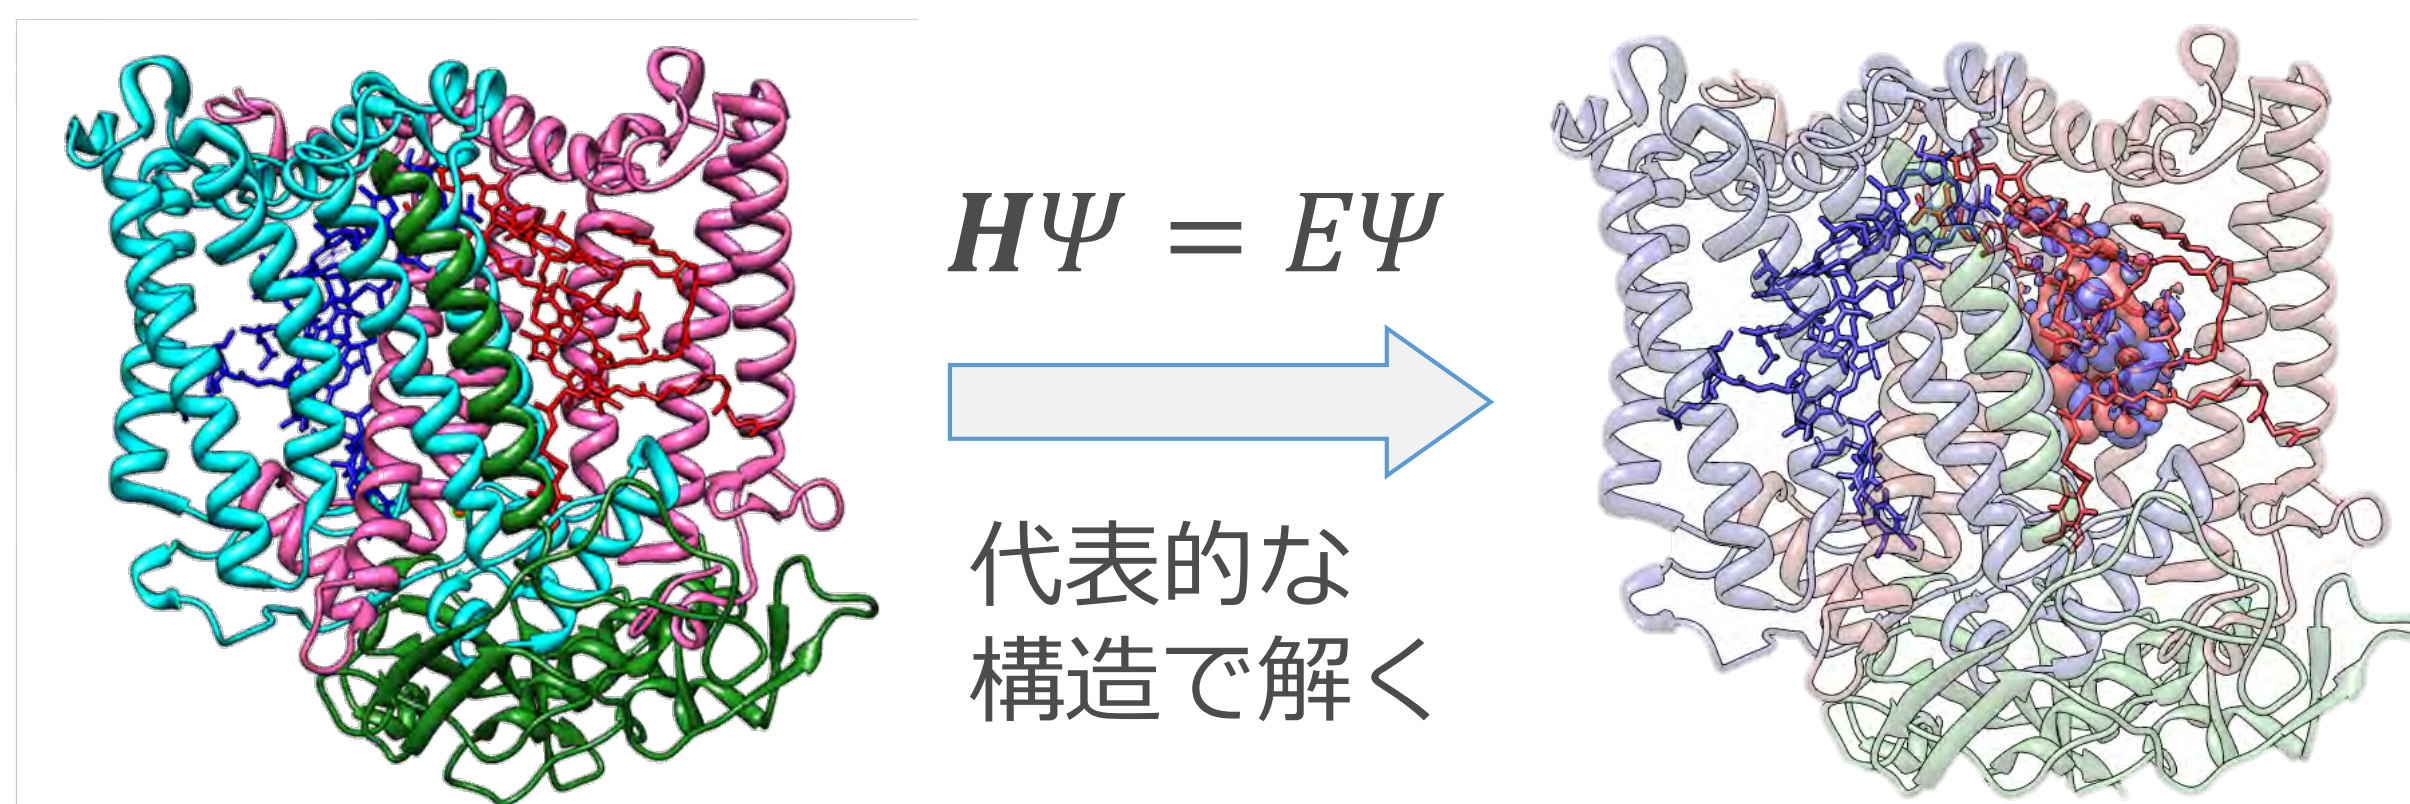 HΨ = EΨ
代表的な
構造で解く